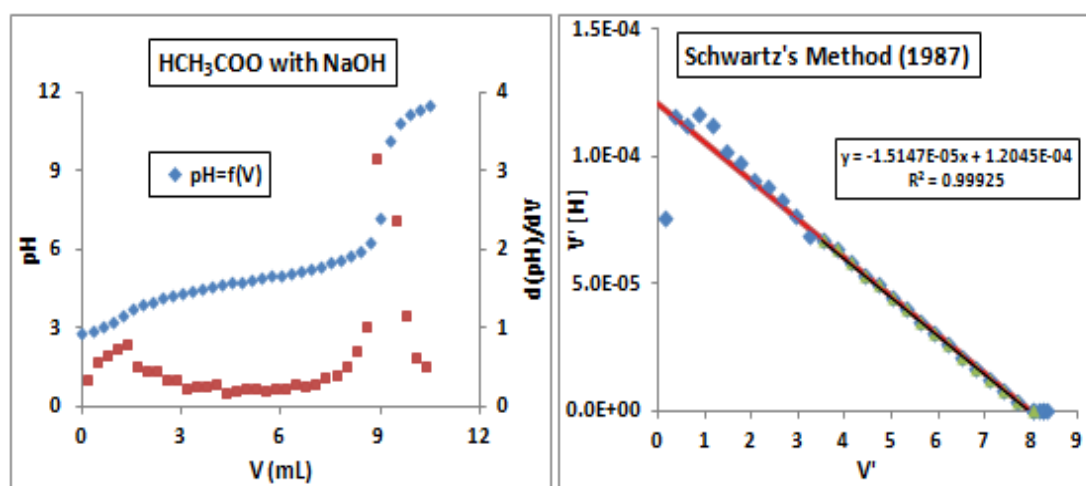 HCH₃COO with NaOH
12
9
6
3
0
pH
4
3
2
1
0
d(pH)/dV
pH=f(V)
0 3 6 9 12
V (mL)
Schwartz's Method (1987)
1.5E-04
1.0E-04
5.0E-05
0.0E+00
V' [H]
y = -1.5147E-05x + 1.2045E-04
R² = 0.99925
0 1 2 3 4 5 6 7 8 9
V'